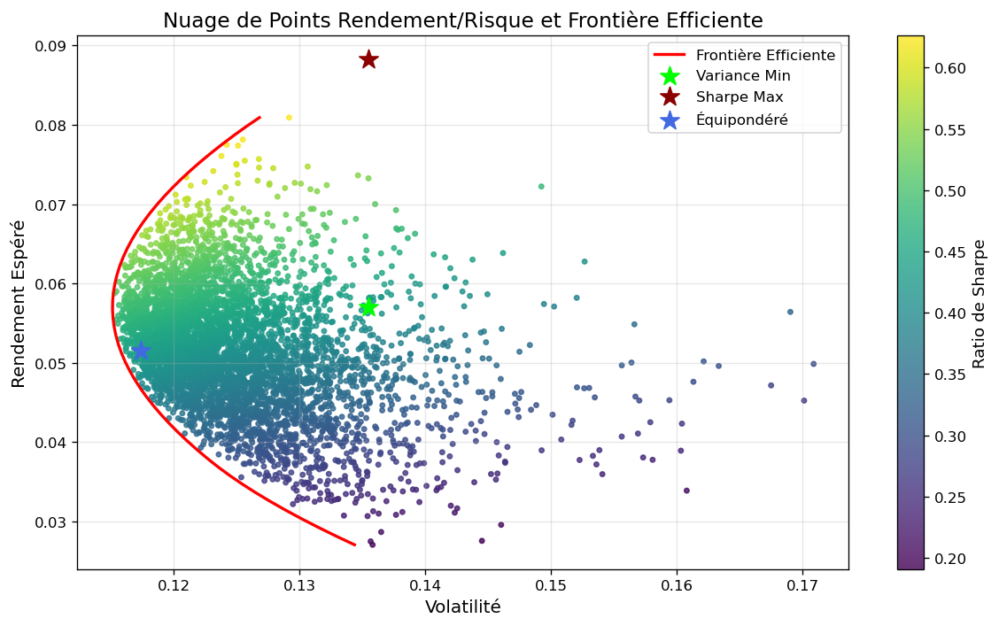 Nuage de Points Rendement/Risque et Frontière Efficiente
Frontière Efficiente
Variance Min
Sharpe Max
Équipondéré
Rendement Espéré
0.09
0.08
0.07
0.06
0.05
0.04
0.03
0.12
0.13
0.14
0.15
0.16
0.17
Volatilité
0.60
0.55
0.50
0.45
0.40
0.35
0.30
0.25
0.20
Ratio de Sharpe